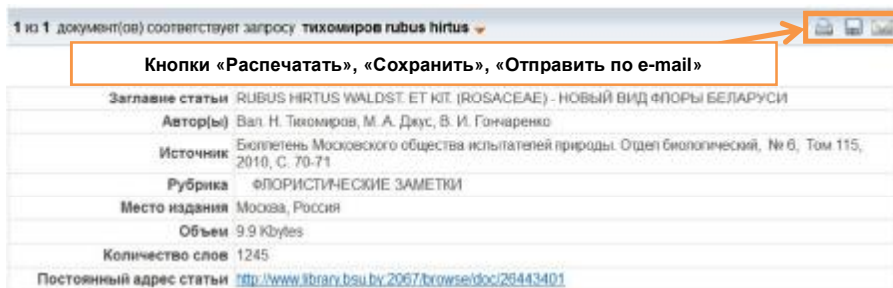 1 из 1 документ(ов) соответствует запросу тихомиров rubus hirtus
Кнопки «Распечатать», «Сохранить», «Отправить по e-mail»
Заглавие статьи RUBUS HIRTUS WALDST. ET KIT. (ROSACEAE) - НОВЫЙ ВИД ФЛОРЫ БЕЛАРУСИ
Автор(ы) Вал. Н. Тихомиров, М. А. Джус, В. И. Гончаренко
Источник Бюллетень Московского общества испытателей природы. Отдел биологический, № 6, Том 115,
2010, C. 70-71
Рубрика ФЛОРИСТИЧЕСКИЕ ЗАМЕТКИ
Место издания Москва, Россия
Объем 9.9 Kbytes
Количество слов 1245
Постоянный адрес статьи http://www.library.bsu.by:2067/browse/doc/26443401